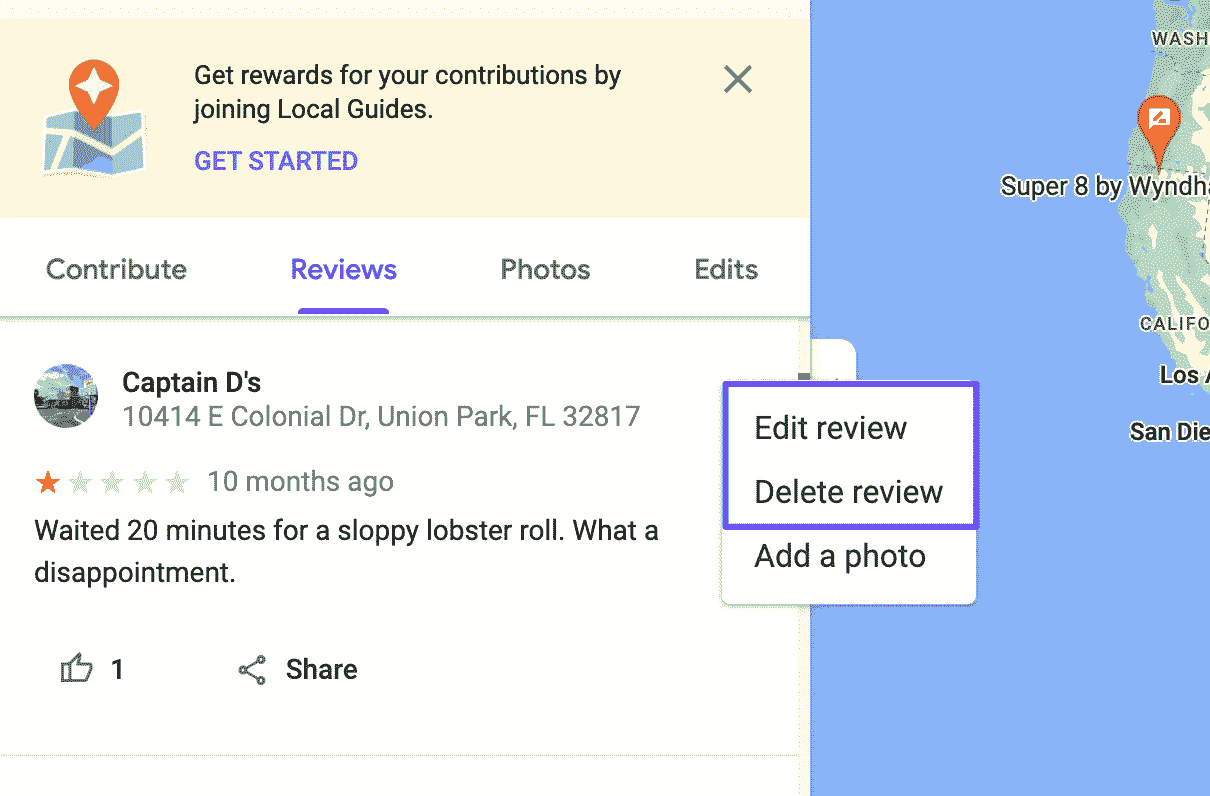 Get rewards for your contributions by
joining Local Guides.
GET STARTED
Contribute
Reviews
Photos
Edits
Captain D's
10414 E Colonial Dr, Union Park, FL 32817
10 months ago
Waited 20 minutes for a sloppy lobster roll. What a
disappointment.
1
Share
Edit review
Delete review
Add a photo
WASH
Super 8 by Wyndha
CALIFO
Los A
San Die